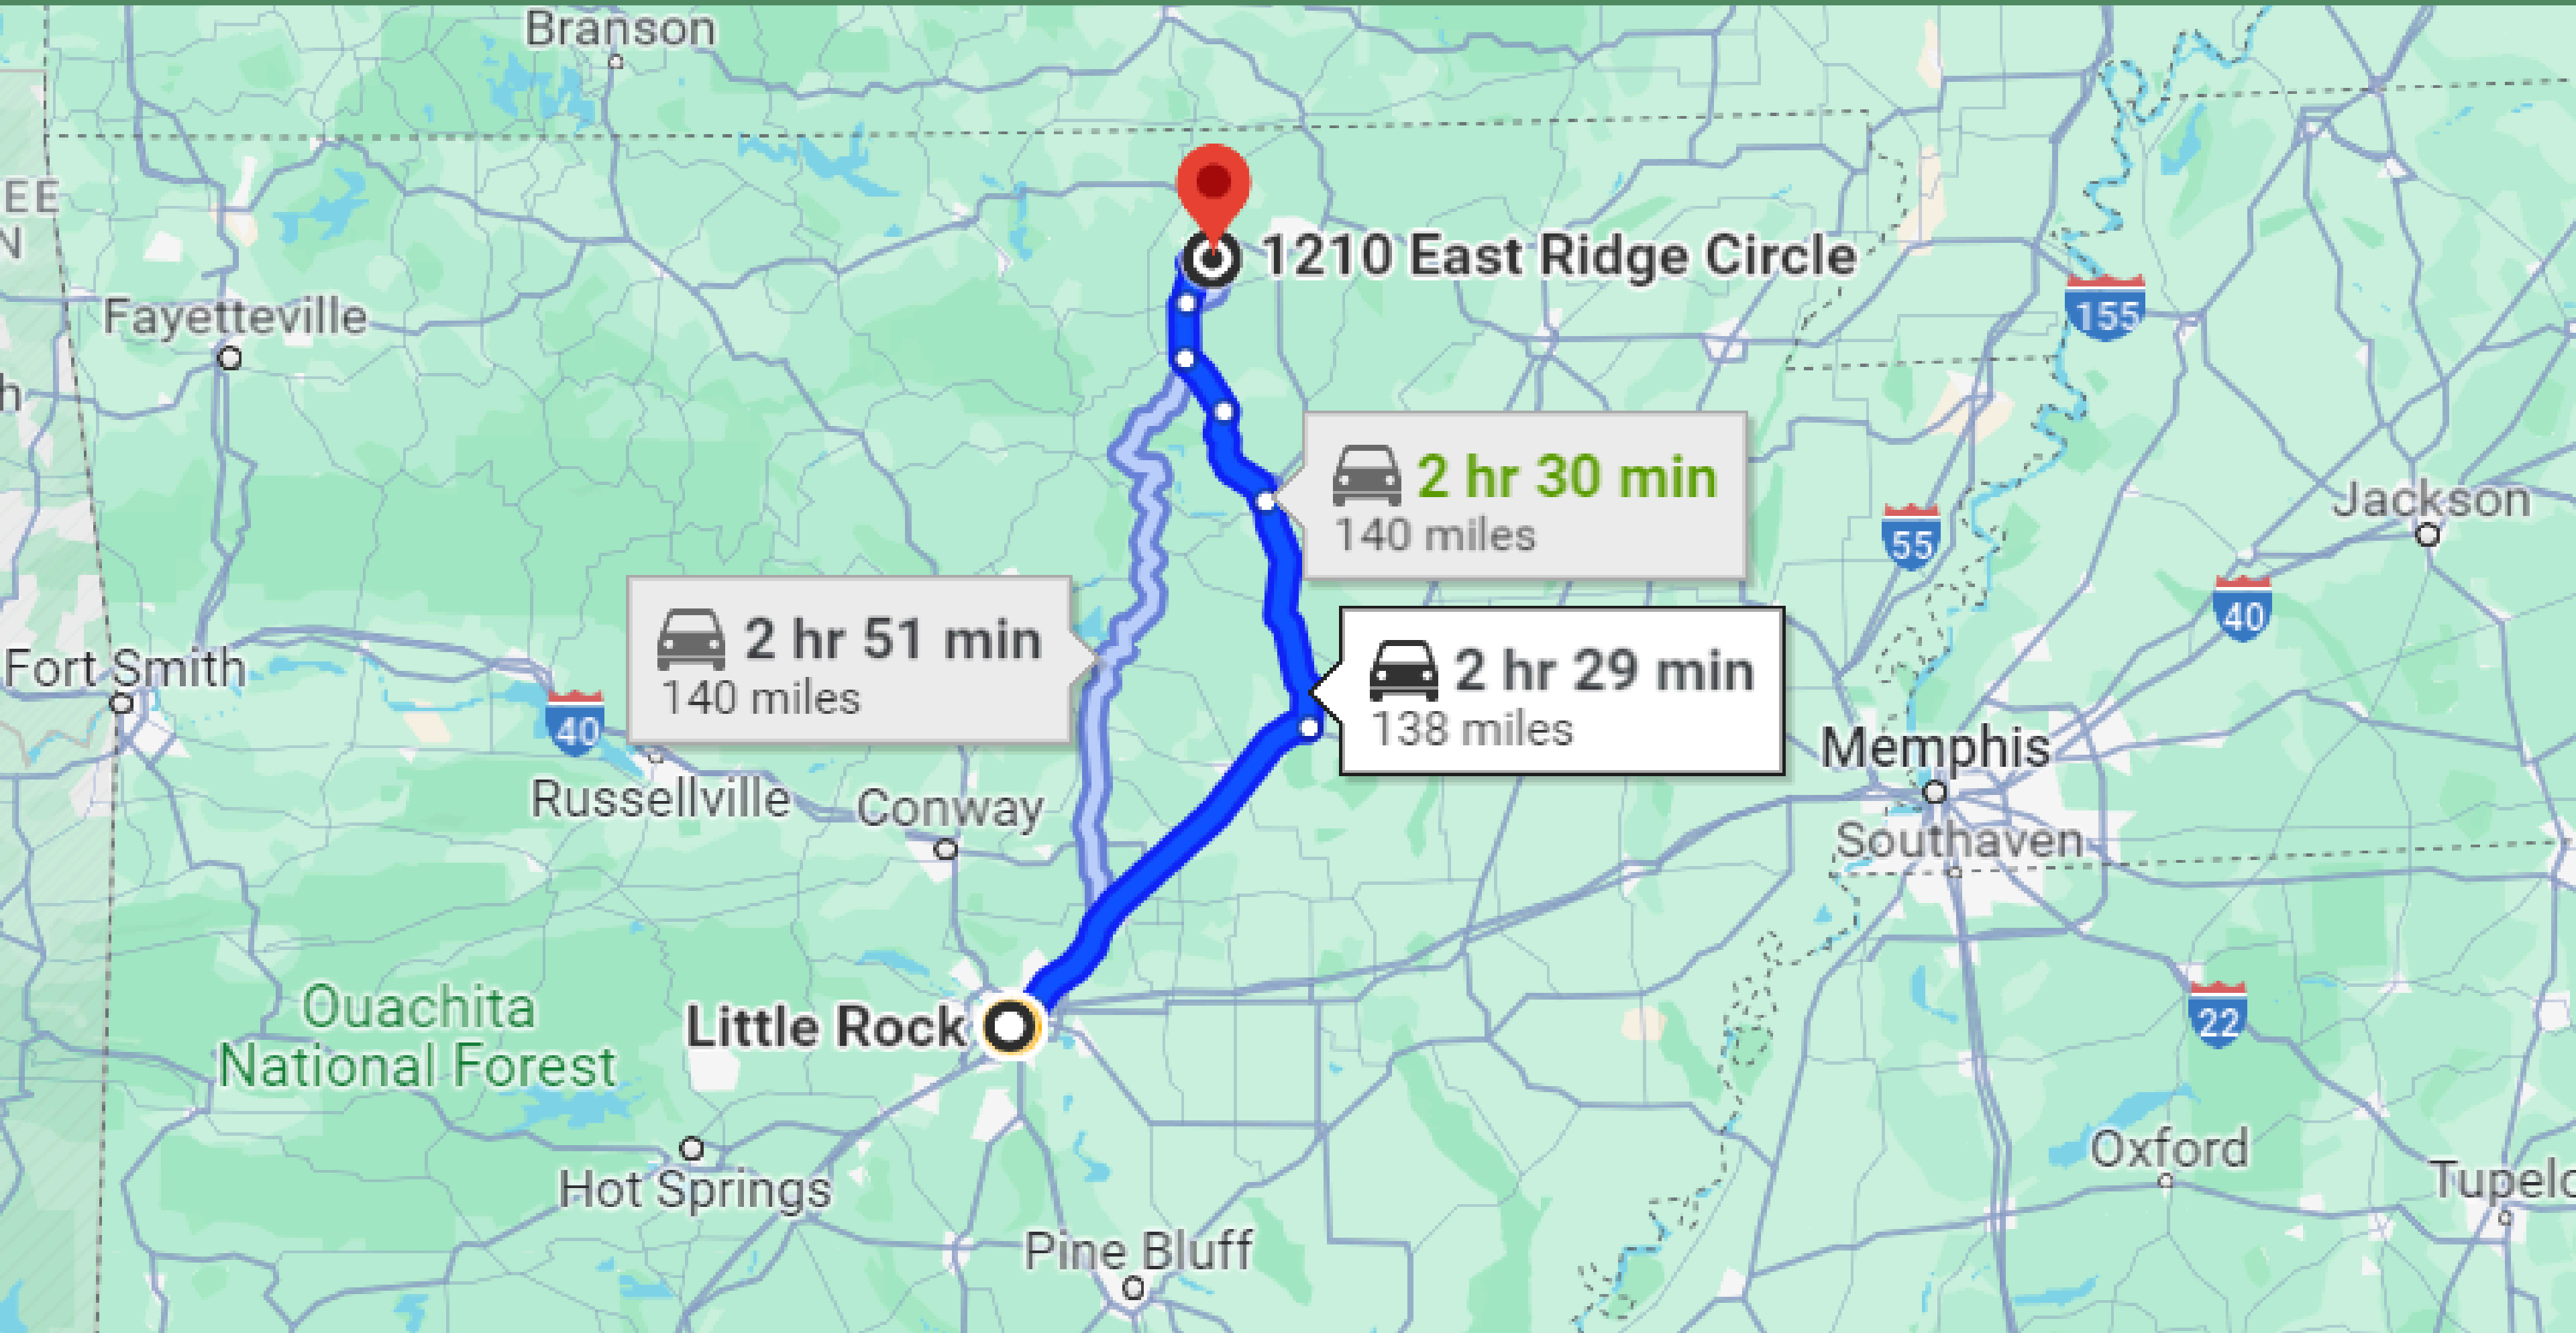 Branson
EE
N
1210 East Ridge Circle
155
Fayetteville
h
2 hr 30 min
140 miles
Jackson
55
40
2 hr 51 min
140 miles
2 hr 29 min
138 miles
Fort Smith
40
Memphis
Russellville
Conway
Southaven
Ouachita
National Forest
Little Rock
22
Oxford
Hot Springs
Tupelo
Pine Bluff